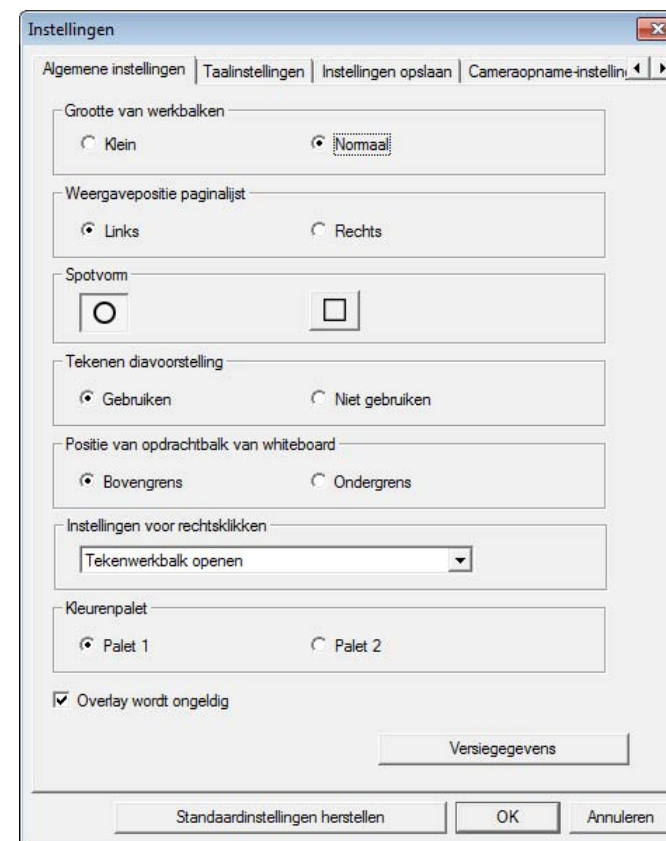 Instellingen
Algemene instellingen Taalinstellingen Instellingen opslaan Cameraopname-instellin
Grootte van werkbalken
Klein Normaal
Weergavepositie paginalijst
Links Rechts
Spotvorm
Tekenen diavoorstelling
Gebruiken Niet gebruiken
Positie van opdrachtbalk van whiteboard
Bovengrens Ondergrens
Instellingen voor rechtsklikken
Tekenwerkbalk openen
Kleurenpalet
Palet 1 Palet 2
Overlay wordt ongeldig
Versiegegevens
Standaardinstellingen herstellen OK Annuleren